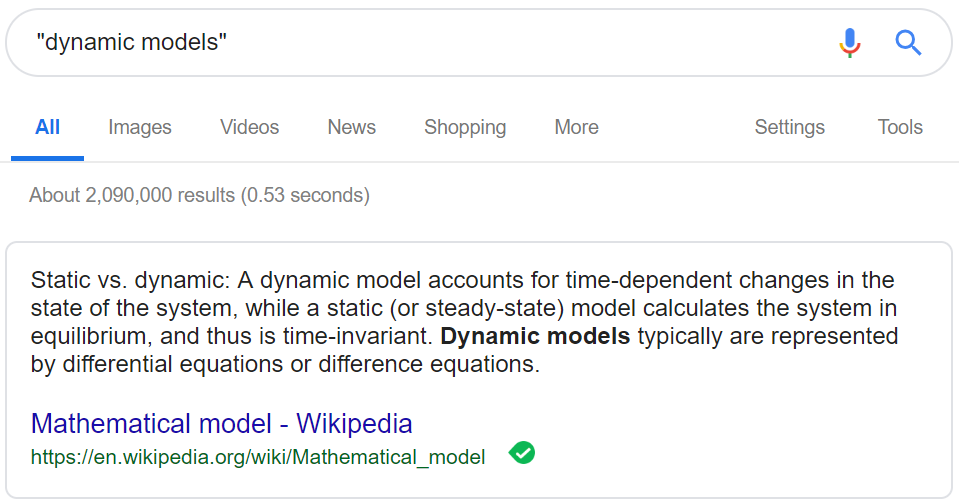 "dynamic models"
All Images Videos News Shopping More Settings Tools
About 2,090,000 results (0.53 seconds)
Static vs. dynamic: A dynamic model accounts for time-dependent changes in the
state of the system, while a static (or steady-state) model calculates the system in
equilibrium, and thus is time-invariant. Dynamic models typically are represented
by differential equations or difference equations.
Mathematical model - Wikipedia
https://en.wikipedia.org/wiki/Mathematical_model